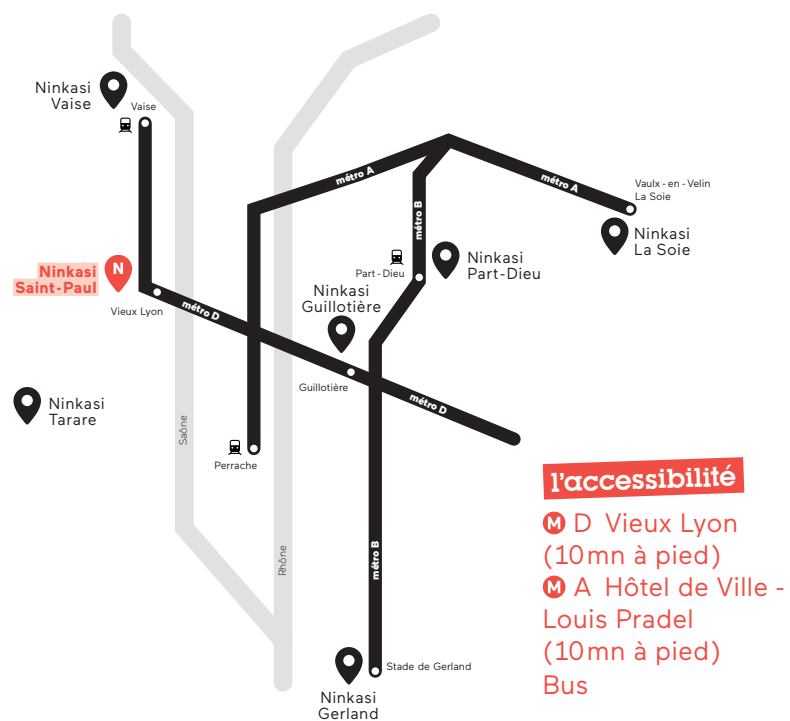 Ninkasi
Vaise
Vaise
métro A
métro A
Vaulx - en - Velin
La Soie
métro B
Ninkasi
La Soie
Ninkasi
Part-Dieu
Part - Dieu
N
Ninkasi
Saint-Paul
Ninkasi
Guillotière
Vieux Lyon
métro D
Guillotière
Ninkasi
Tarare
métro D
Saône
Perrache
l'accessibilité
M D Vieux Lyon
(10mn à pied)
M A Hôtel de Ville -
Louis Pradel
(10mn à pied)
Bus
Rhône
métro B
Stade de Gerland
Ninkasi
Gerland